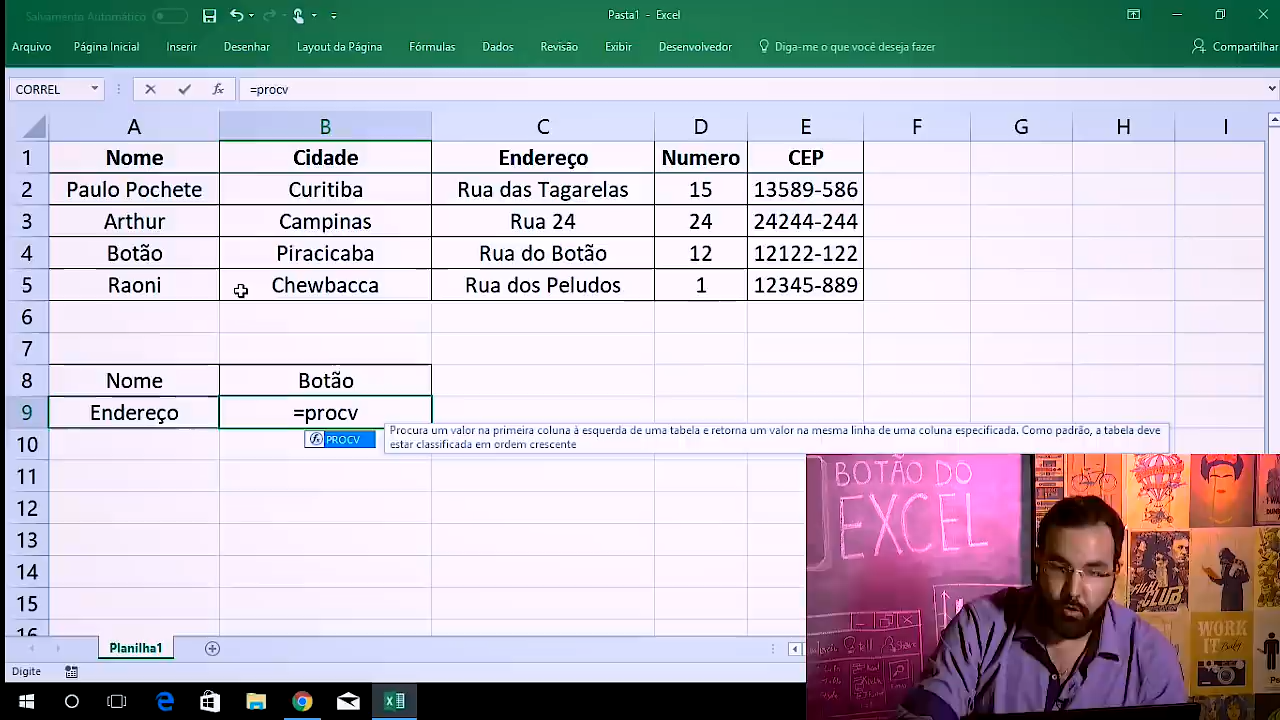 Salvamento Automático
Pasta1 - Excel
Arquivo Página Inicial Inserir Desenhar Layout da Página Fórmulas Dados Revisão Exibir Desenvolvedor Diga-me o que você deseja fazer Compartilhar
CORREL =procv
A B C D E F G H I
1 Nome Cidade Endereço Numero CEP
2 Paulo Pochete Curitiba Rua das Tagarelas 15 13589-586
3 Arthur Campinas Rua 24 24 24244-244
4 Botão Piracicaba Rua do Botão 12 12122-122
5 Raoni Chewbacca Rua dos Peludos 1 12345-889
6
7
8 Nome Botão
9 Endereço =procv
PROCV
Procura um valor na primeira coluna à esquerda de uma tabela e retorna um valor na mesma linha de uma coluna especificada. Como padrão, a tabela deve
estar classificada em ordem crescente
10
11
12
13
14
15
16
BOTÃO DO
EXCEL
CLUB
WORK
IT
Baby
Planilha1
Digite